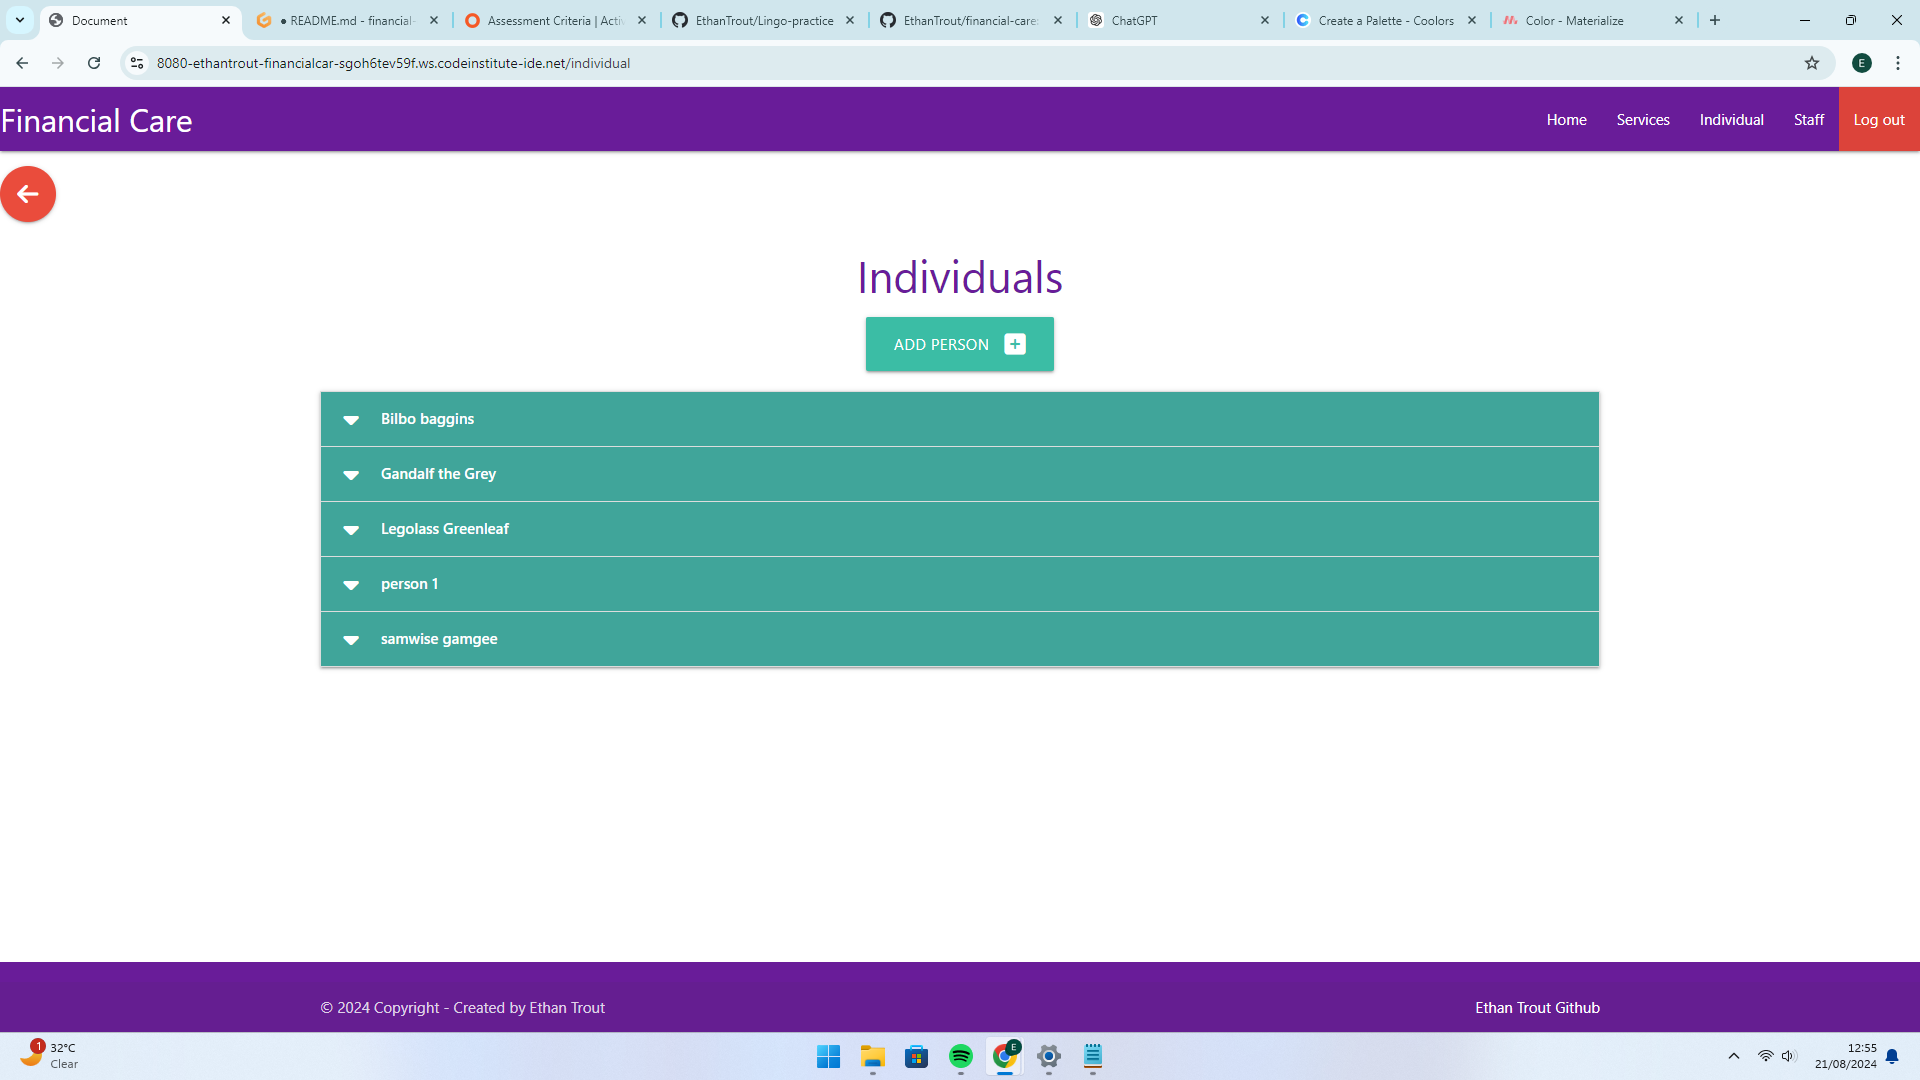 Document
● README.md - financial-
Assessment Criteria | Activ
EthanTrout/Lingo-practice
EthanTrout/financial-care:
ChatGPT
Create a Palette - Coolors
Color - Materialize
8080-ethantrout-financialcar-sgoh6tev59f.ws.codeinstitute-ide.net/individual
E
Financial Care
Home
Services
Individual
Staff
Log out
Individuals
ADD PERSON
Bilbo baggins
Gandalf the Grey
Legolass Greenleaf
person 1
samwise gamgee
© 2024 Copyright - Created by Ethan Trout
Ethan Trout Github
1
32°C
Clear
E
12:55
21/08/2024